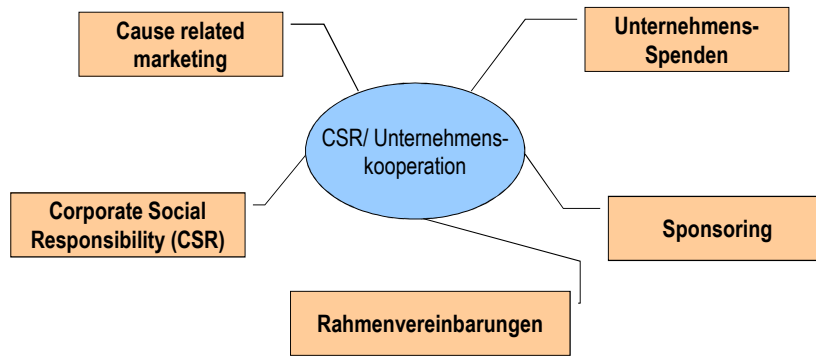 Cause related
marketing
Unternehmens-
Spenden
CSR/ Unternehmens-
kooperation
Corporate Social
Responsibility (CSR)
Sponsoring
Rahmenvereinbarungen